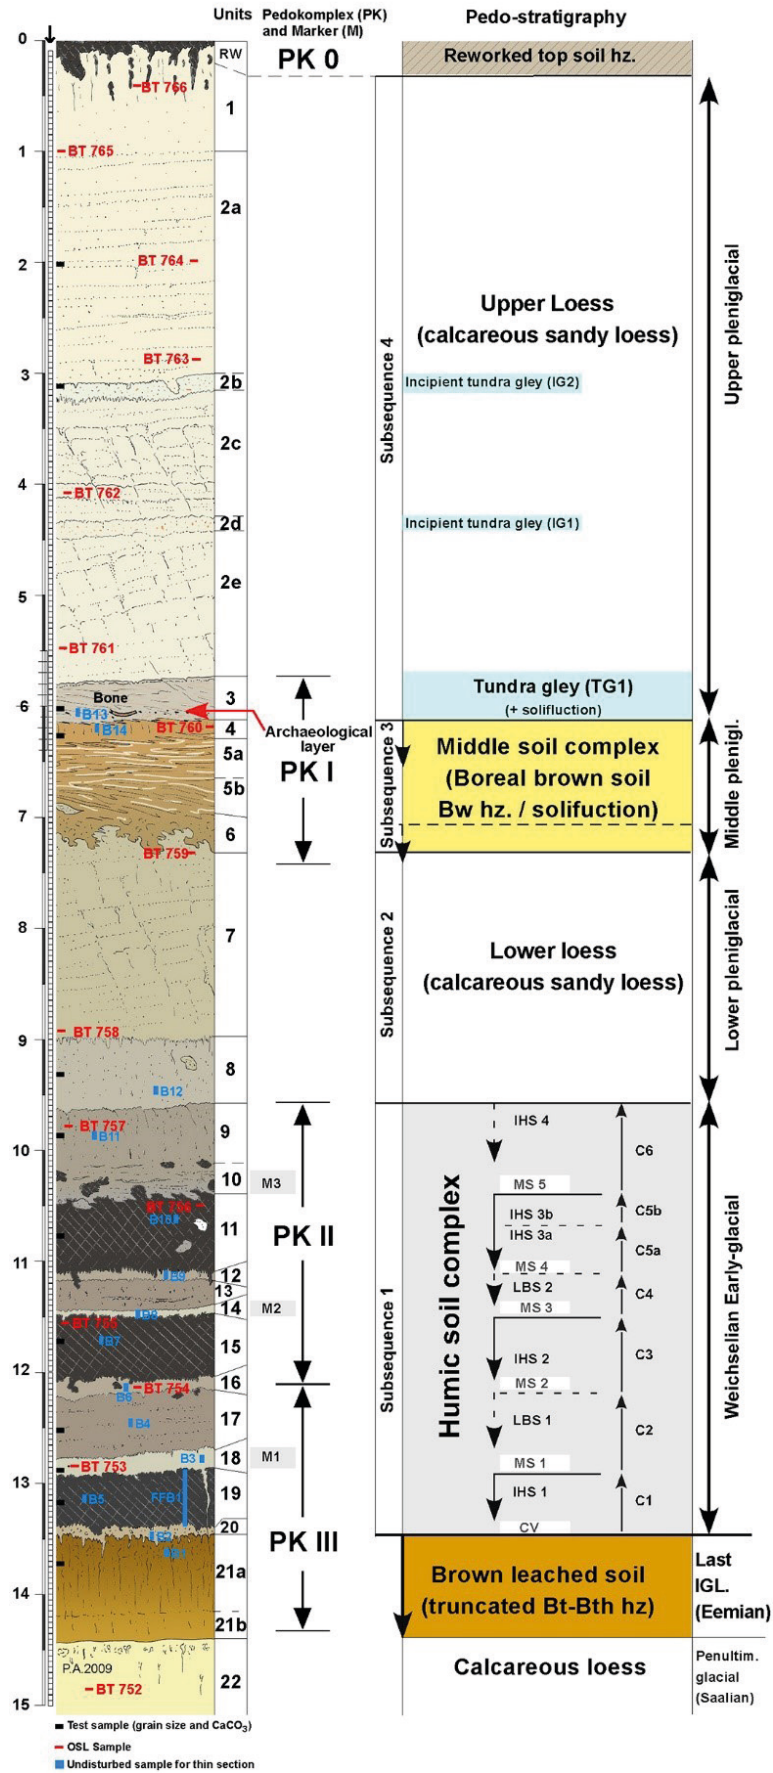 Units
Pedokomplex (PK)
and Marker (M)
Pedo-stratigraphy
0
RW
PK 0
Reworked top soil hz.
BT 766
1
1
BT 765
2a
2
BT 764
BT 763
3
2b
2c
4
BT 762
2d
5
2e
BT 761
Upper Loess
(calcareous sandy loess)
Subsequence 4
Incipient tundra gley (IG2)
Incipient tundra gley (IG1)
Upper pleniglacial
Tundra gley (TG1)
(+ solifluction)
6
Bone
3
B13
B14
BT 760
4
Archaeological
layer
5a
PK I
5b
7
6
BT 759
Subsequence 3
Middle soil complex
(Boreal brown soil
Bw hz. / solifuction)
Middle plenigl.
8
7
BT 758
9
8
B12
Subsequence 2
Lower loess
(calcareous sandy loess)
Lower pleniglacial
BT 757
B11
9
10
10
M3
B10
11
PK II
11
B9
12
13
14
M2
B8
B7
15
12
16
BT 754
B6
17
B4
18
M1
B3
BT 753
13
19
B5
FFB1
20
B2
B1
PK III
21a
14
21b
P.A.2009
22
BT 752
15
Subsequence 1
Humic soil complex
IHS 4
C6
MS 5
IHS 3b
C5b
IHS 3a
C5a
MS 4
LBS 2
C4
MS 3
IHS 2
C3
MS 2
LBS 1
C2
MS 1
IHS 1
C1
CV
Weichselian Early-glacial
Brown leached soil
(truncated Bt-Bth hz)
Last
IGL.
(Eemian)
Calcareous loess
Penultim.
glacial
(Saalian)
Test sample (grain size and CaCO₃)
OSL Sample
Undisturbed sample for thin section